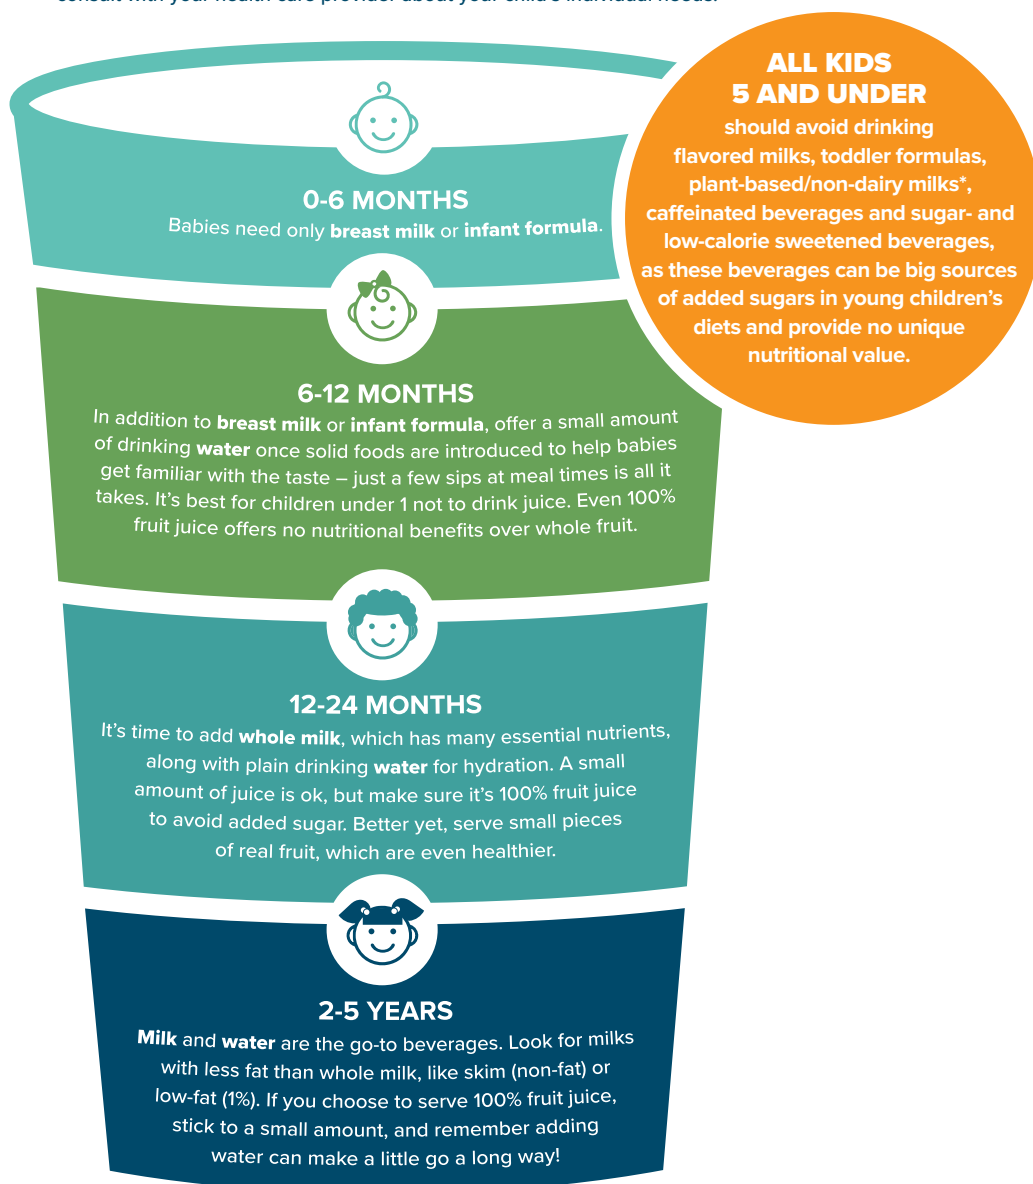 consult with your health care provider about your child's individual needs.
ALL KIDS
5 AND UNDER
should avoid drinking
flavored milks, toddler formulas,
plant-based/non-dairy milks*,
caffeinated beverages and sugar- and
low-calorie sweetened beverages,
as these beverages can be big sources
of added sugars in young children's
diets and provide no unique
nutritional value.
0-6 MONTHS
Babies need only breast milk or infant formula.
6-12 MONTHS
In addition to breast milk or infant formula, offer a small amount
of drinking water once solid foods are introduced to help babies
get familiar with the taste – just a few sips at meal times is all it
takes. It's best for children under 1 not to drink juice. Even 100%
fruit juice offers no nutritional benefits over whole fruit.
12-24 MONTHS
It's time to add whole milk, which has many essential nutrients,
along with plain drinking water for hydration. A small
amount of juice is ok, but make sure it's 100% fruit juice
to avoid added sugar. Better yet, serve small pieces
of real fruit, which are even healthier.
2-5 YEARS
Milk and water are the go-to beverages. Look for milks
with less fat than whole milk, like skim (non-fat) or
low-fat (1%). If you choose to serve 100% fruit juice,
stick to a small amount, and remember adding
water can make a little go a long way!